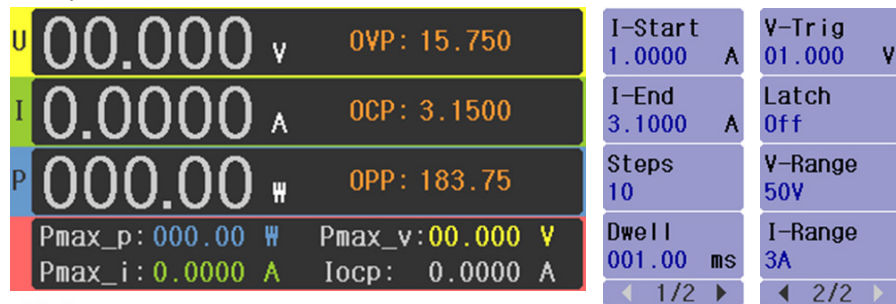 U 00.000 V OVP: 15.750
I 0.0000 A OCP: 3.1500
P 000.00 W OPP: 183.75
Pmax_p: 000.00 W Pmax_v: 00.000 V
Pmax_i: 0.0000 A Iocp: 0.0000 A
I-Start
1.0000 A
I-End
3.1000 A
Steps
10
Dwell
001.00 ms
1/2
V-Trig
01.000 V
Latch
Off
V-Range
50V
I-Range
3A
2/2